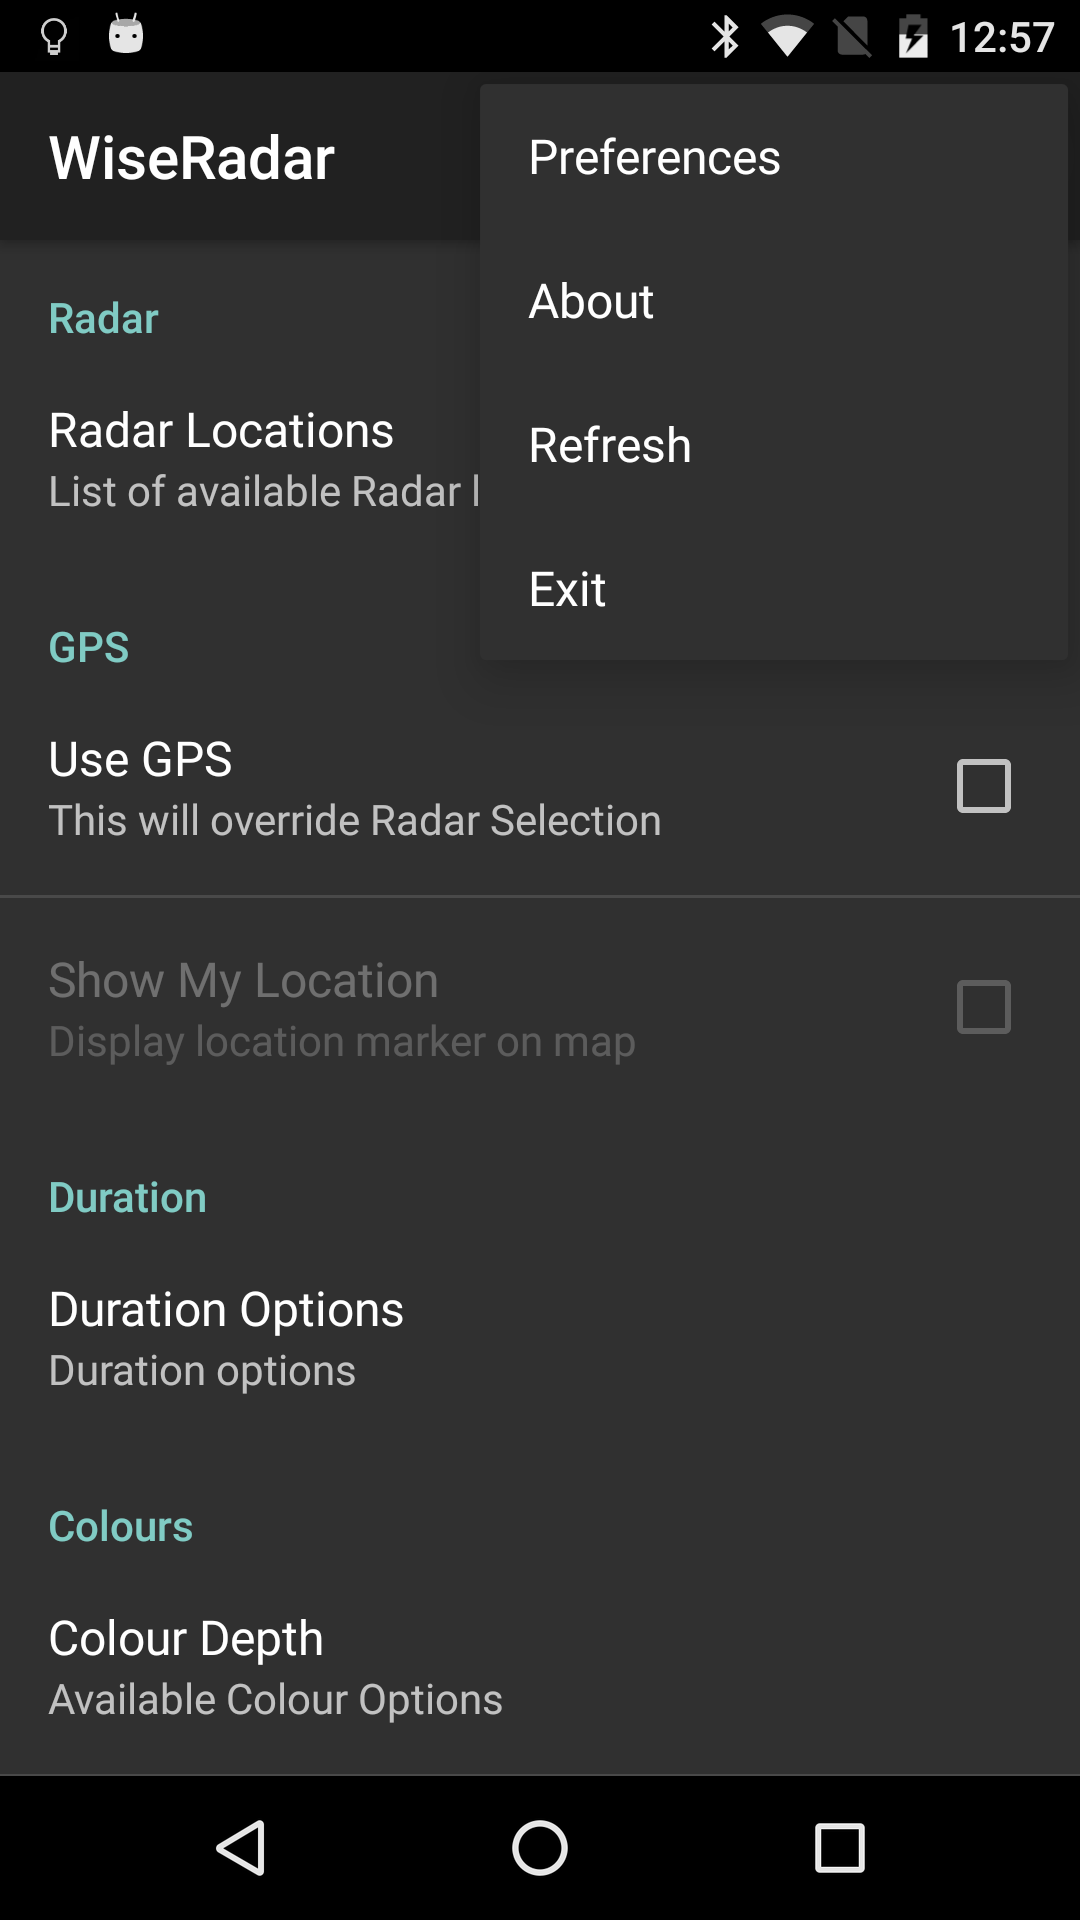 12:57
WiseRadar
Preferences
About
Refresh
Exit
Radar
Radar Locations
List of available Radar l
GPS
Use GPS
This will override Radar Selection
Show My Location
Display location marker on map
Duration
Duration Options
Duration options
Colours
Colour Depth
Available Colour Options